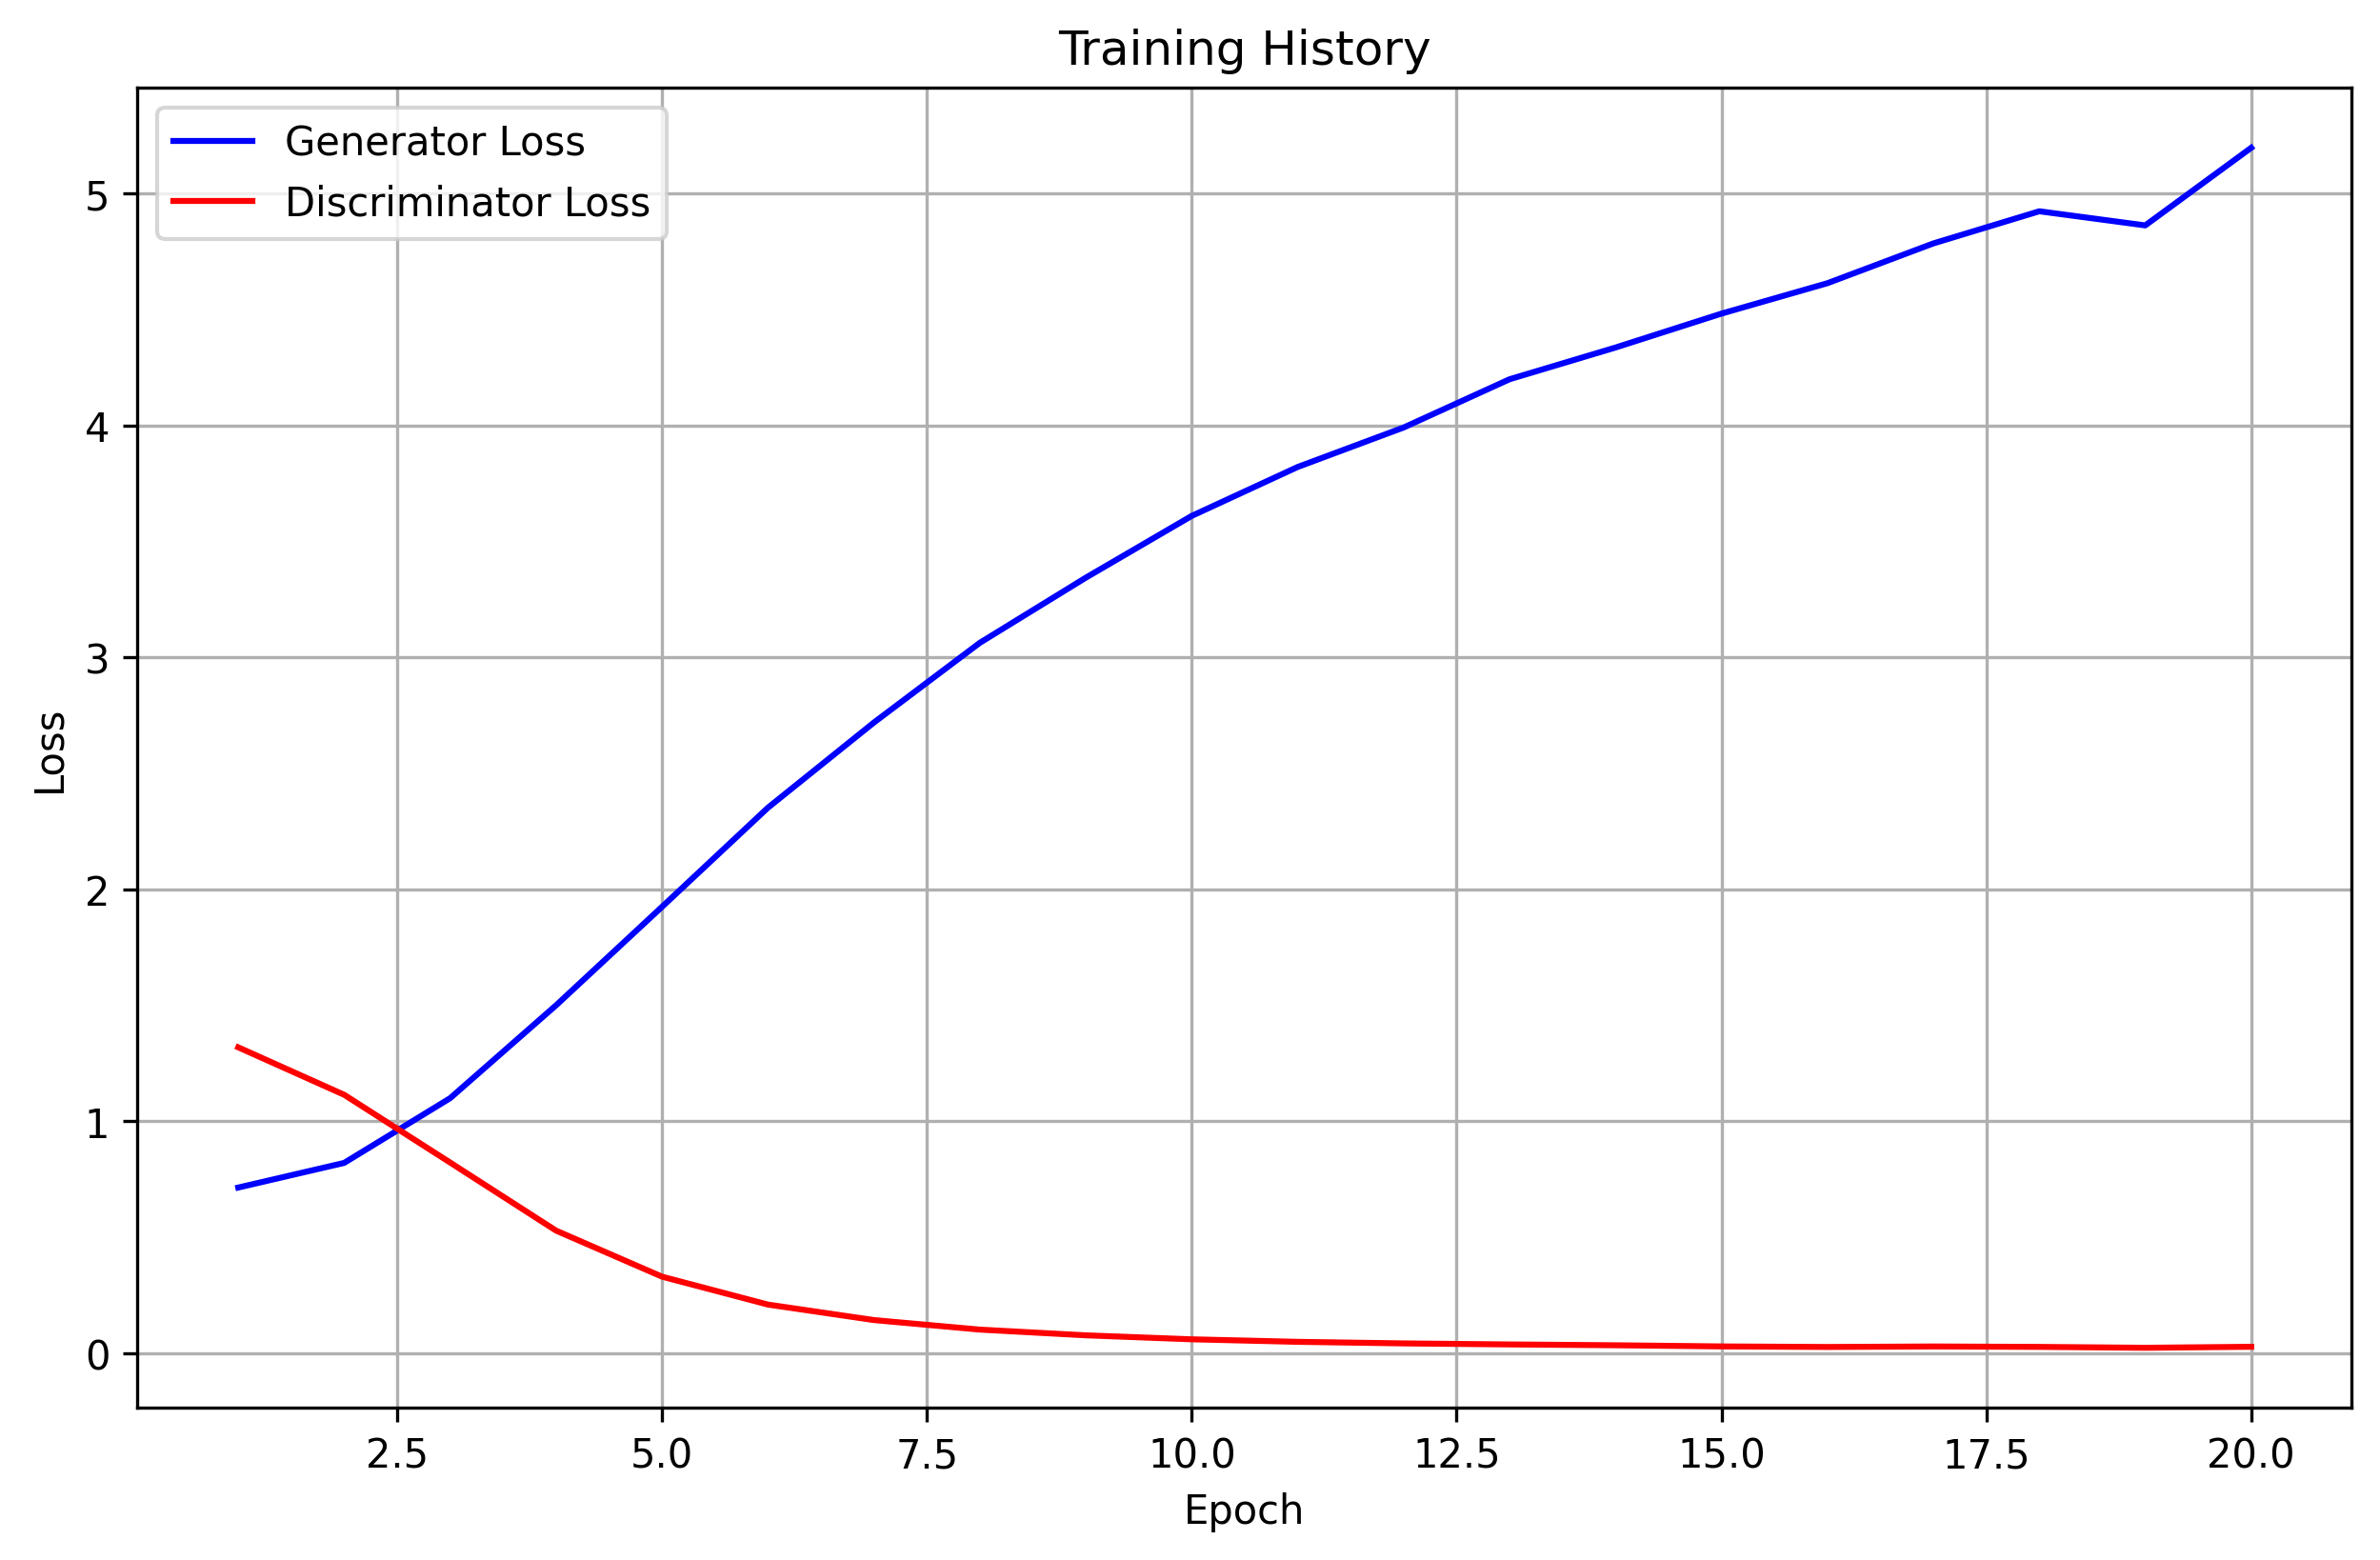 Training History
Generator Loss
Discriminator Loss
5
4
3
2
1
0
Loss
2.5 5.0 7.5 10.0 12.5 15.0 17.5 20.0
Epoch